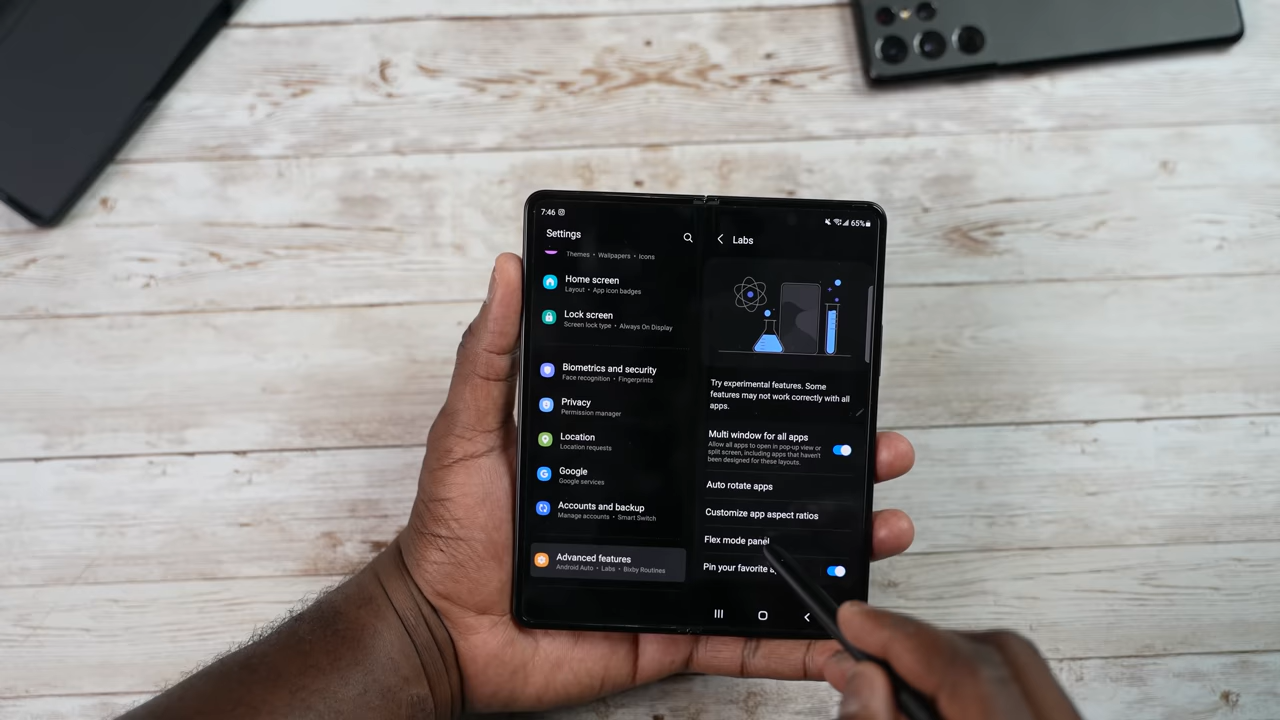 7:46
65%
Settings
Themes • Wallpapers • Icons
Home screen
Layout • App icon badges
Lock screen
Screen lock type • Always On Display
Biometrics and security
Face recognition • Fingerprints
Privacy
Permission manager
Location
Location requests
Google
Google services
Accounts and backup
Manage accounts • Smart Switch
Advanced features
Android Auto • Labs • Bixby Routines
Labs
Try experimental features. Some
features may not work correctly with all
apps.
Multi window for all apps
Allow all apps to open in pop-up view or
split screen, including apps that haven't
been designed for these layouts.
Auto rotate apps
Customize app aspect ratios
Flex mode panel
Pin your favorite